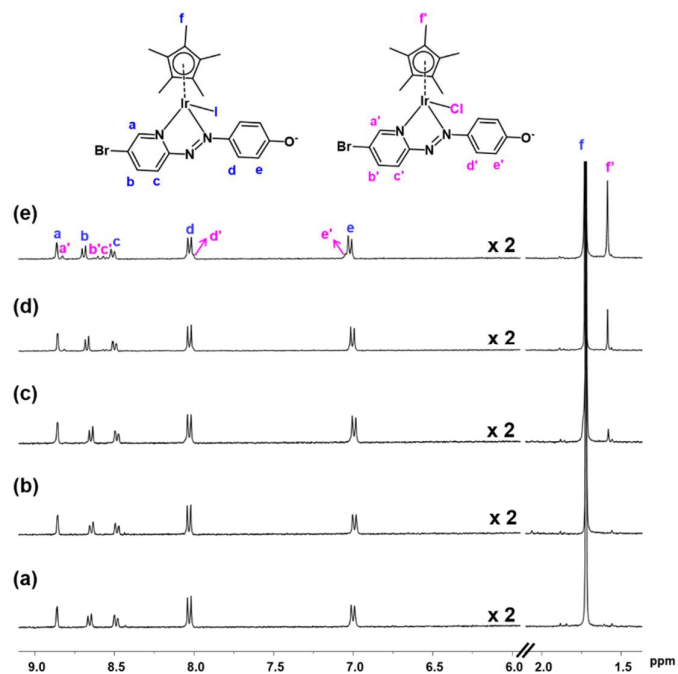 f f'
Ir I Ir Cl
a N N O⁻ a' N N O⁻
Br N Br N
b c d e b' c' d' e'
f f'
(e) a a' b b' c' c d d' e' e x 2
(d) x 2
(c) x 2
(b) x 2
(a) x 2
9.0 8.5 8.0 7.5 7.0 6.5 6.0 2.0 1.5 ppm